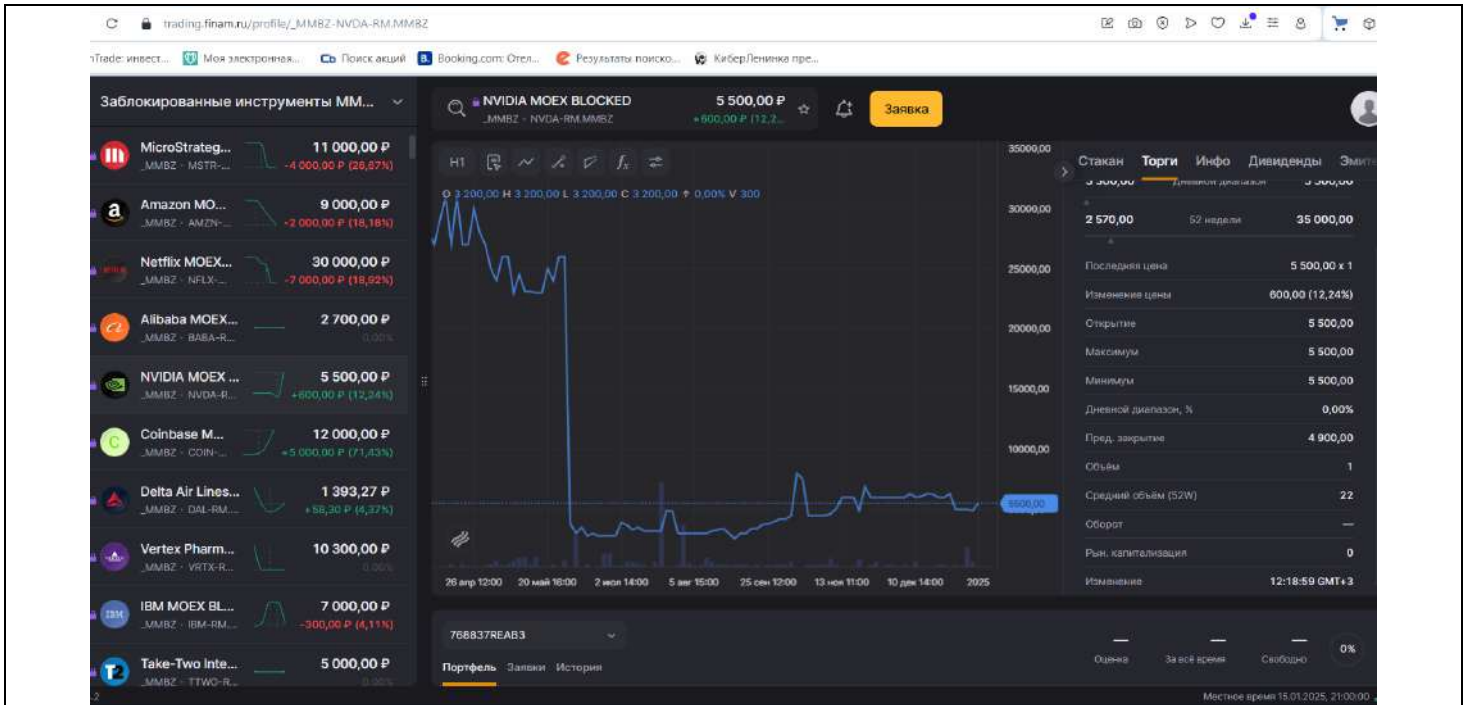 trading.finam.ru/profile/_MMBZ-NVDA-RM.MMBZ
nTrade: инвест... Моя электронная... Сb Поиск акций B. Booking.com: Отел... Результаты поиско... КиберЛенинка пре...
Заблокированные инструменты ММ...
NVIDIA MOEX BLOCKED 5 500,00 ₽
_MMBZ - NVDA-RM.MMBZ +600,00 ₽ (12,2...
Заявка
MicroStrateg... 11 000,00 ₽
_MMBZ - MSTR-... -4 000,00 ₽ (26,67%)
Amazon MO... 9 000,00 ₽
_MMBZ - AMZN-... -2 000,00 ₽ (18,18%)
Netflix MOEX... 30 000,00 ₽
_MMBZ - NFLX-... -7 000,00 ₽ (18,92%)
Alibaba MOEX... 2 700,00 ₽
_MMBZ - BABA-R... 0,00%
NVIDIA MOEX ... 5 500,00 ₽
_MMBZ - NVDA-R... +600,00 ₽ (12,24%)
Coinbase M... 12 000,00 ₽
_MMBZ - COIN-... +5 000,00 ₽ (71,43%)
Delta Air Lines... 1 393,27 ₽
_MMBZ - DAL-RM.... +58,30 ₽ (4,37%)
Vertex Pharm... 10 300,00 ₽
_MMBZ - VRTX-R... 0,00%
IBM MOEX BL... 7 000,00 ₽
_MMBZ - IBM-RM.... -300,00 ₽ (4,11%)
Take-Two Inte... 5 000,00 ₽
_MMBZ - TTWO-R... 0,00%
H1
O 3 200,00 H 3 200,00 L 3 200,00 C 3 200,00 0,00% V 300
35000,00
30000,00
25000,00
20000,00
15000,00
10000,00
5500,00
26 апр 12:00 20 май 16:00 2 июл 14:00 5 авг 15:00 25 сен 12:00 13 ноя 11:00 10 дек 14:00 2025
Стакан Торги Инфо Дивиденды Эмите
Дневной диапазон
2 570,00 52 недели 35 000,00
Последняя цена 5 500,00 x 1
Изменение цены 600,00 (12,24%)
Открытие 5 500,00
Максимум 5 500,00
Минимум 5 500,00
Дневной диапазон, % 0,00%
Пред. закрытие 4 900,00
Объём 1
Средний объём (52W) 22
Оборот —
Рын. капитализация 0
Изменение 12:18:59 GMT+3
768837REAB3
Портфель Заявки История
— — —
Оценка За всё время Свободно 0%
Местное время 15.01.2025, 21:00:00